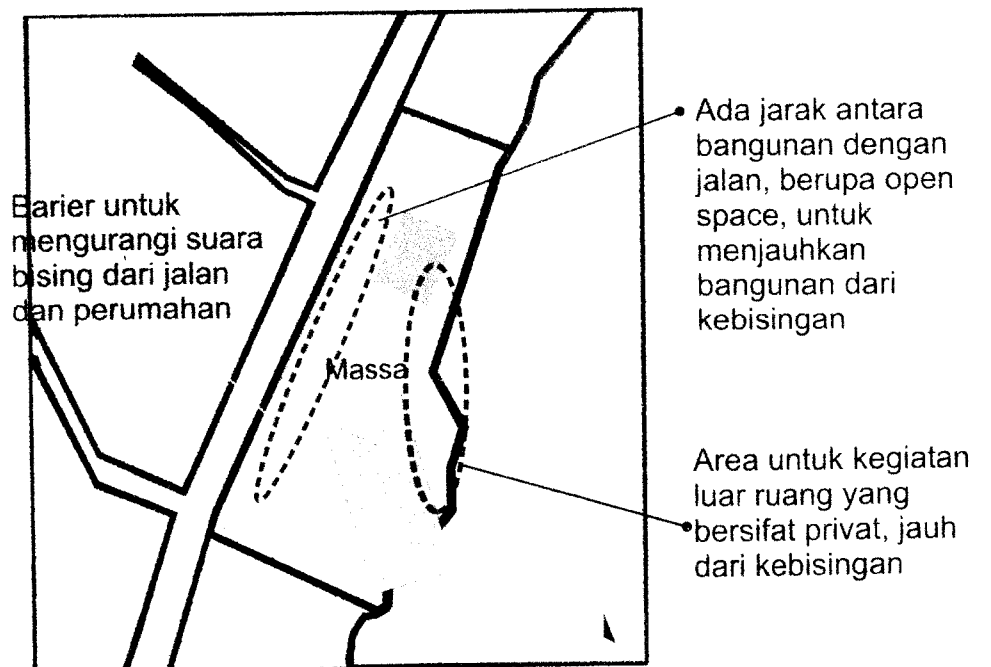 Barier untuk
mengurangi suara
bising dari jalan
dan perumahan
Ada jarak antara
bangunan dengan
jalan, berupa open
space, untuk
menjauhkan
bangunan dari
kebisingan
Massa
Area untuk kegiatan
luar ruang yang
bersifat privat, jauh
dari kebisingan